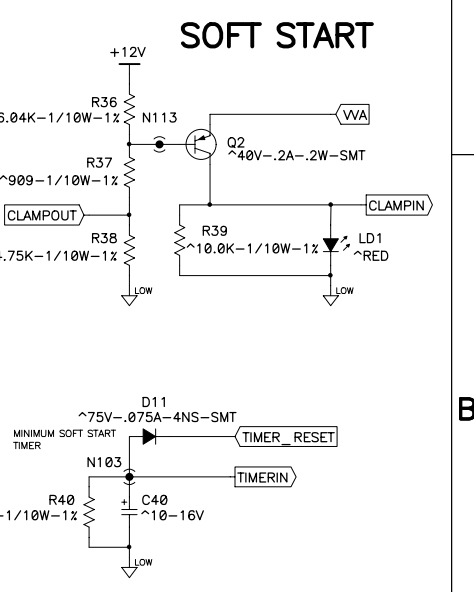 SOFT START
+12V
R36
6.04K-1/10W-1%
N113
VVA
Q2
^40V-.2A-.2W-SMT
R37
^909-1/10W-1%
CLAMPOUT
CLAMPIN
R38
4.75K-1/10W-1%
R39
^10.0K-1/10W-1%
LD1
^RED
LOW
LOW
D11
^75V-.075A-4NS-SMT
B
MINIMUM SOFT START
TIMER
TIMER_RESET
N103
TIMERIN
R40
-1/10W-1%
+
C40
^10-16V
LOW